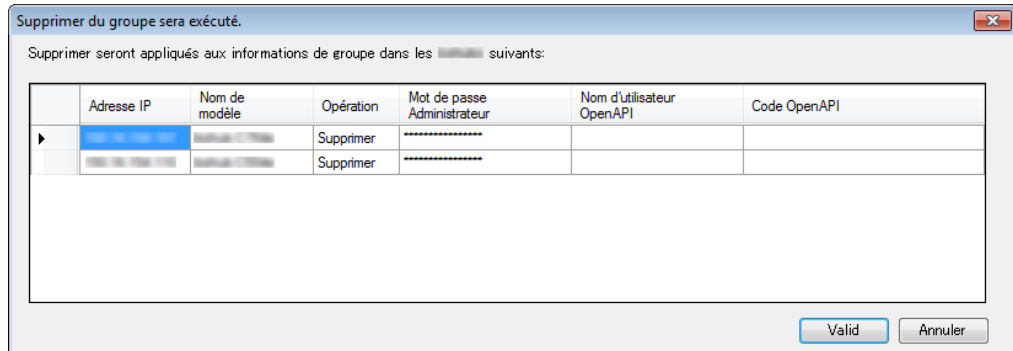 Supprimer du groupe sera exécuté.
Supprimer seront appliqués aux informations de groupe dans les suivants:
Adresse IP Nom de modèle Opération Mot de passe Administrateur Nom d'utilisateur OpenAPI Code OpenAPI
Supprimer ****************
Supprimer ****************
Valid Annuler